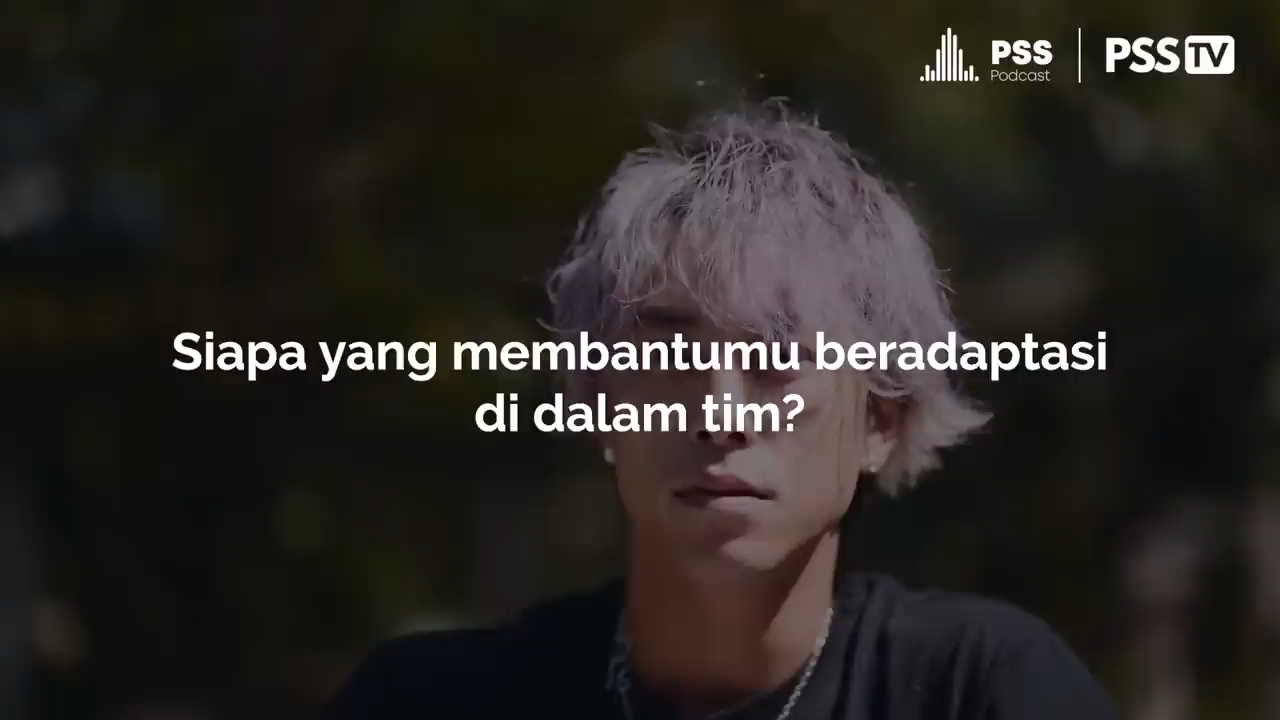 PSS
Podcast
PSS TV
Siapa yang membantumu beradaptasi
di dalam tim?